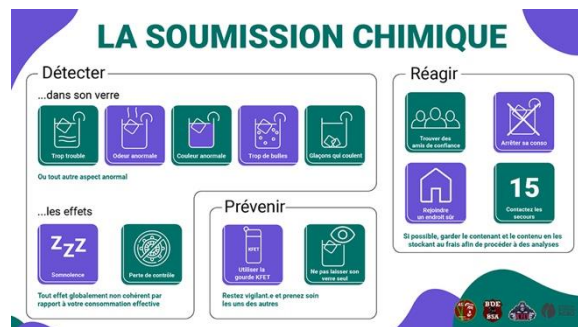 LA SOUMISSION CHIMIQUE
Détecter
...dans son verre
Trop trouble
Odeur anormale
Couleur anormale
Trop de bulles
Glaçons qui coulent
Ou tout autre aspect anormal
...les effets
ZZZ
Somnolence
Perte de contrôle
Tout effet globalement non cohérent par
rapport à votre consommation effective
Prévenir
KFET
Utiliser la
gourde KFET
Ne pas laisser son
verre seul
Restez vigilant.e et prenez soin
les uns des autres
Réagir
Trouver des
amis de confiance
Arrêter sa conso
Rejoindre
un endroit sûr
15
Contactez les
secours
Si possible, garder le contenant et le contenu en les
stockant au frais afin de procéder à des analyses
BDE
BSA